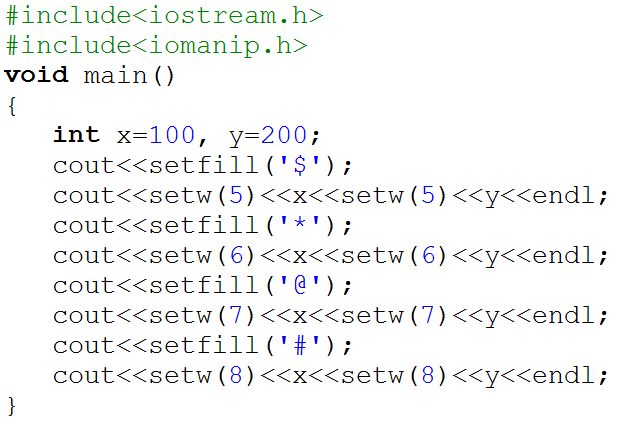 #include<iostream.h>
#include<iomanip.h>
void main()
{
   int x=100, y=200;
   cout<<setfill('$');
   cout<<setw(5)<<x<<setw(5)<<y<<endl;
   cout<<setfill('*');
   cout<<setw(6)<<x<<setw(6)<<y<<endl;
   cout<<setfill('@');
   cout<<setw(7)<<x<<setw(7)<<y<<endl;
   cout<<setfill('#');
   cout<<setw(8)<<x<<setw(8)<<y<<endl;
}